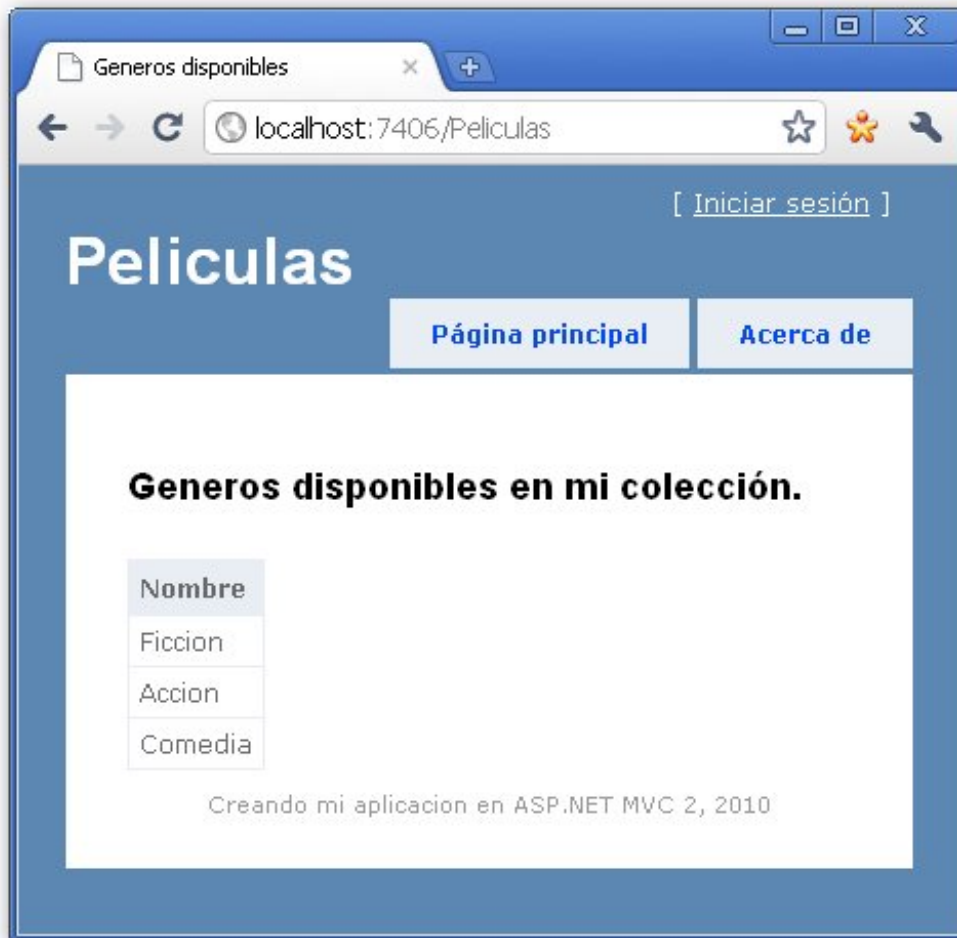 Generos disponibles
localhost:7406/Peliculas
[ Iniciar sesión ]
Peliculas
Página principal
Acerca de
Generos disponibles en mi colección.
Nombre
Ficcion
Accion
Comedia
Creando mi aplicacion en ASP.NET MVC 2, 2010